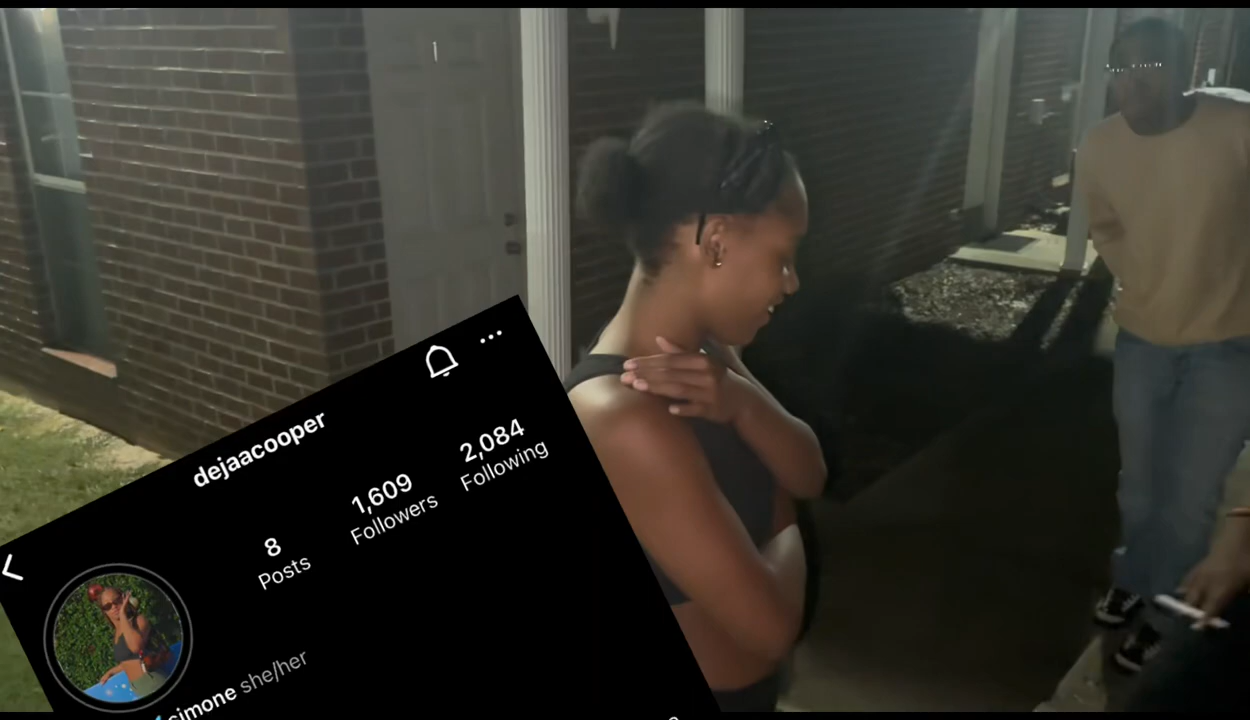 dejaacooper
8
Posts
1,609
Followers
2,084
Following
simone she/her